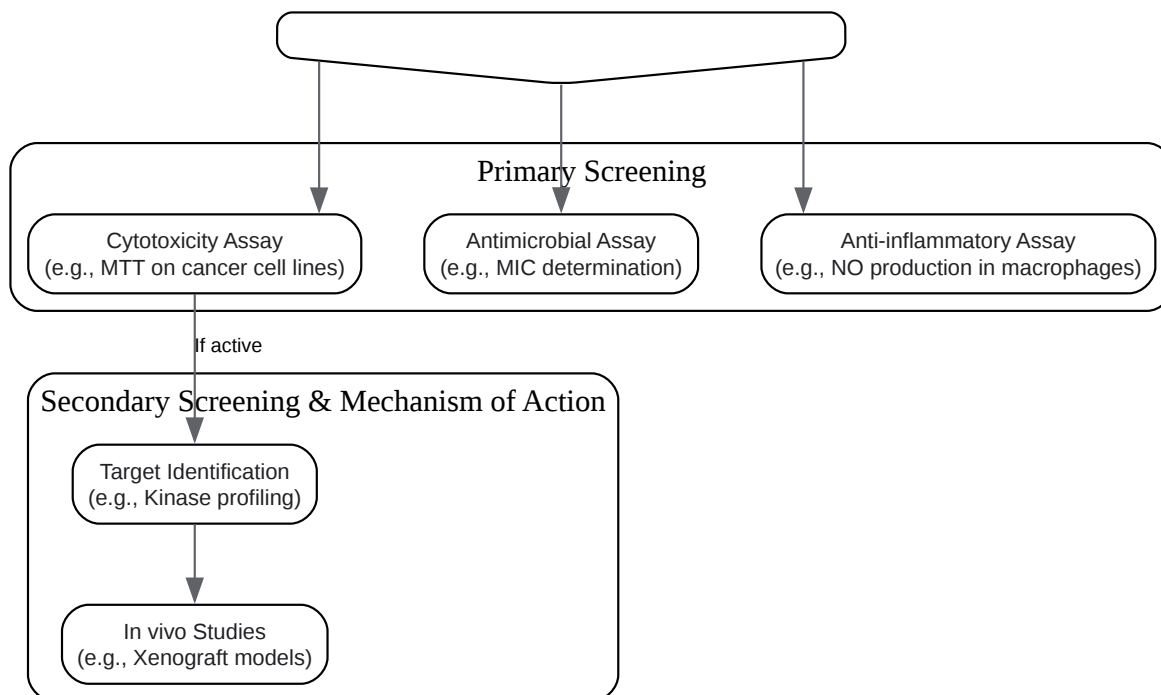 Primary Screening
Cytotoxicity Assay
(e.g., MTT on cancer cell lines)
Antimicrobial Assay
(e.g., MIC determination)
Anti-inflammatory Assay
(e.g., NO production in macrophages)
If active
Secondary Screening & Mechanism of Action
Target Identification
(e.g., Kinase profiling)
In vivo Studies
(e.g., Xenograft models)